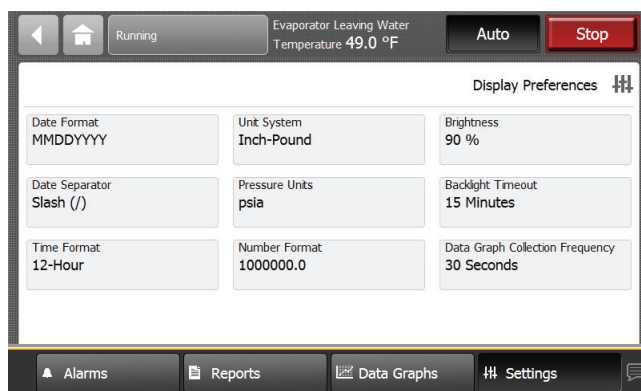 Running
Evaporator Leaving Water
Temperature 49.0 °F
Auto
Stop
Display Preferences
Date Format
MMDDYYYY
Unit System
Inch-Pound
Brightness
90 %
Date Separator
Slash (/)
Pressure Units
psia
Backlight Timeout
15 Minutes
Time Format
12-Hour
Number Format
1000000.0
Data Graph Collection Frequency
30 Seconds
Alarms
Reports
Data Graphs
Settings